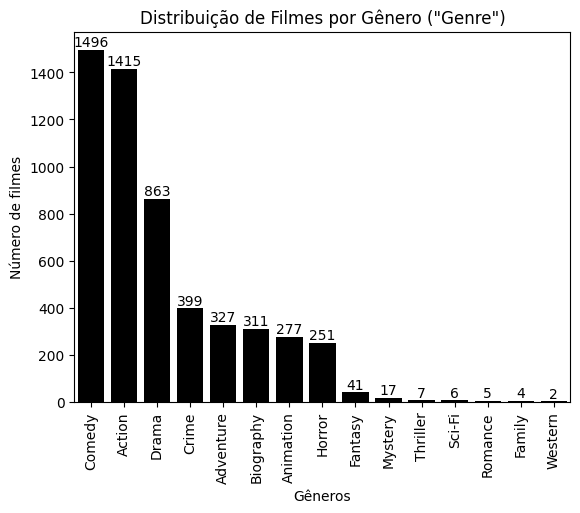 Distribuição de Filmes por Gênero ("Genre")
Número de filmes
1400
1200
1000
800
600
400
200
0
1496
1415
863
399
327
311
277
251
41
17
7
6
5
4
2
Comedy
Action
Drama
Crime
Adventure
Biography
Animation
Horror
Fantasy
Mystery
Thriller
Sci-Fi
Romance
Family
Western
Gêneros